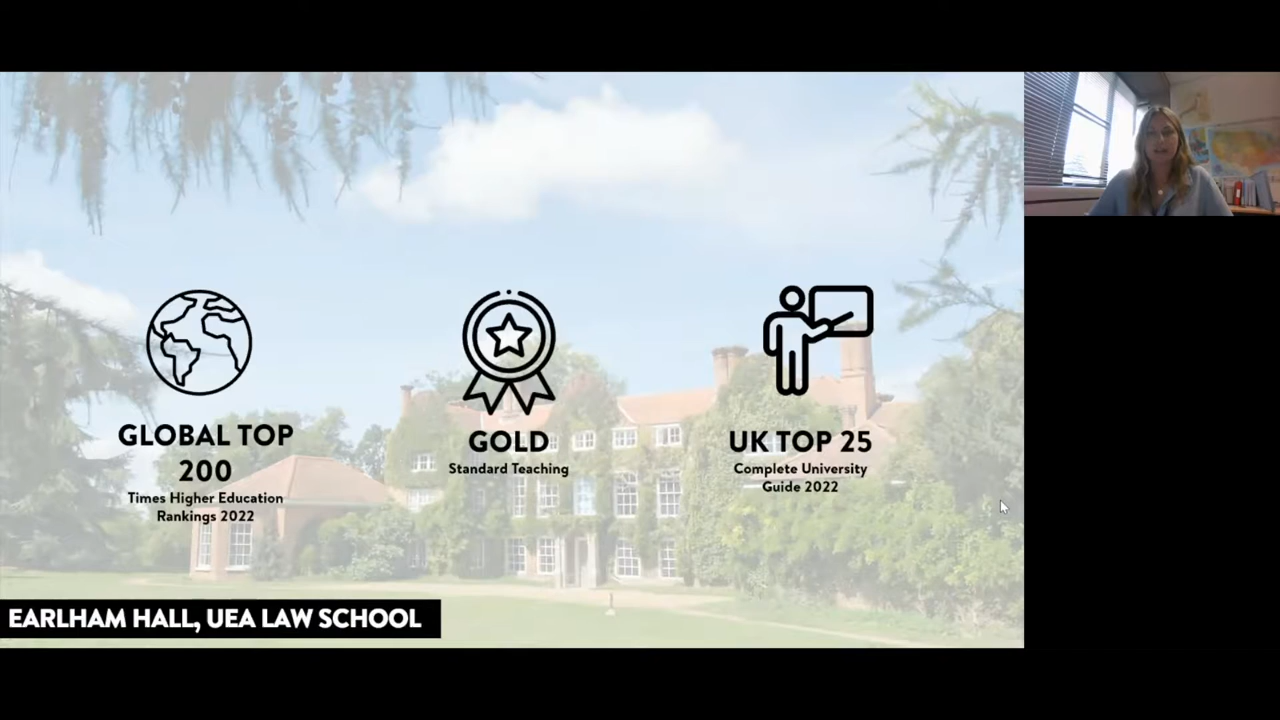 GLOBAL TOP
200
Times Higher Education
Rankings 2022
GOLD
Standard Teaching
UK TOP 25
Complete University
Guide 2022
EARLHAM HALL, UEA LAW SCHOOL